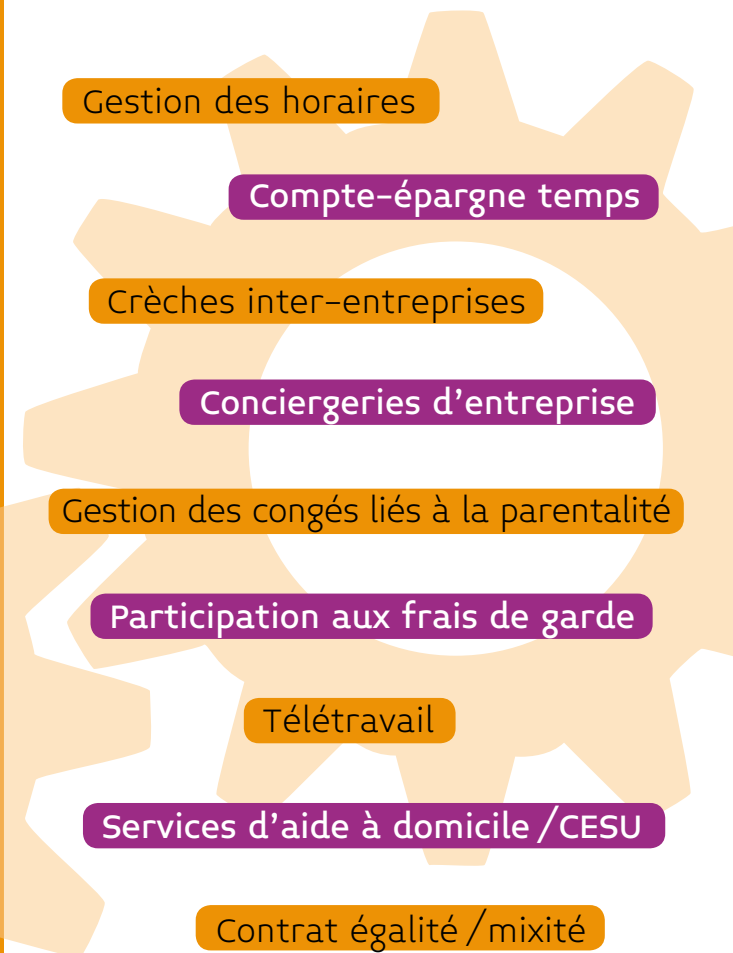 Gestion des horaires
Compte-épargne temps
Crèches inter-entreprises
Conciergeries d’entreprise
Gestion des congés liés à la parentalité
Participation aux frais de garde
Télétravail
Services d’aide à domicile /CESU
Contrat égalité /mixité